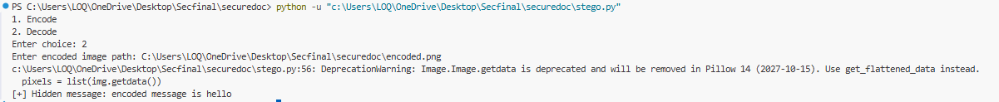 PS C:\Users\LOQ\OneDrive\Desktop\Secfinal\securedoc> python -u "c:\Users\LOQ\OneDrive\Desktop\Secfinal\securedoc\stego.py"
1. Encode
2. Decode
Enter choice: 2
Enter encoded image path: C:\Users\LOQ\OneDrive\Desktop\Secfinal\securedoc\encoded.png
c:\Users\LOQ\OneDrive\Desktop\Secfinal\securedoc\stego.py:56: DeprecationWarning: Image.Image.getdata is deprecated and will be removed in Pillow 14 (2027-10-15). Use get_flattened_data instead.
  pixels = list(img.getdata())
[+] Hidden message: encoded message is hello